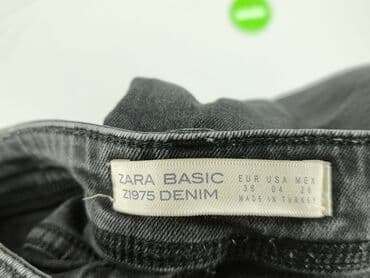 ZARA BASIC
Z1975 DENIM
EUR USA MEX
36 04 26
MADE IN TURKEY